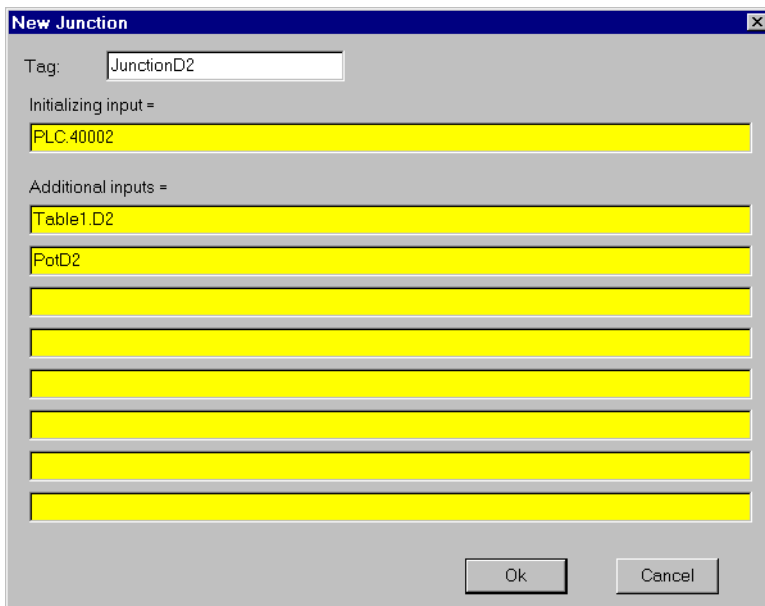 New Junction
Tag: JunctionD2
Initializing input =
PLC.40002
Additional inputs =
Table1.D2
PotD2
Ok Cancel